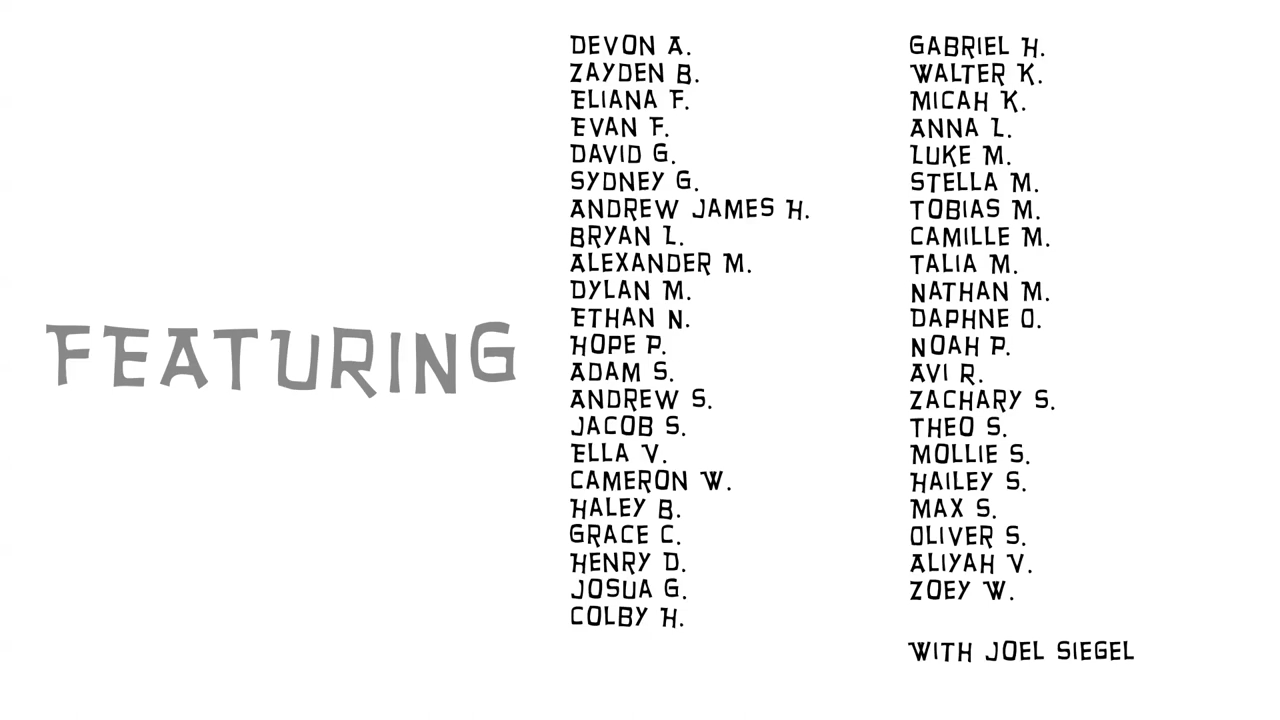 FEATURING
DEVON A.
ZAYDEN B.
ELIANA F.
EVAN F.
DAVID G.
SYDNEY G.
ANDREW JAMES H.
BRYAN L.
ALEXANDER M.
DYLAN M.
ETHAN N.
HOPE P.
ADAM S.
ANDREW S.
JACOB S.
ELLA V.
CAMERON W.
HALEY B.
GRACE C.
HENRY D.
JOSUA G.
COLBY H.
GABRIEL H.
WALTER K.
MICAH K.
ANNA L.
LUKE M.
STELLA M.
TOBIAS M.
CAMILLE M.
TALIA M.
NATHAN M.
DAPHNE O.
NOAH P.
AVI R.
ZACHARY S.
THEO S.
MOLLIE S.
HAILEY S.
MAX S.
OLIVER S.
ALIYAH V.
ZOEY W.
WITH JOEL SIEGEL